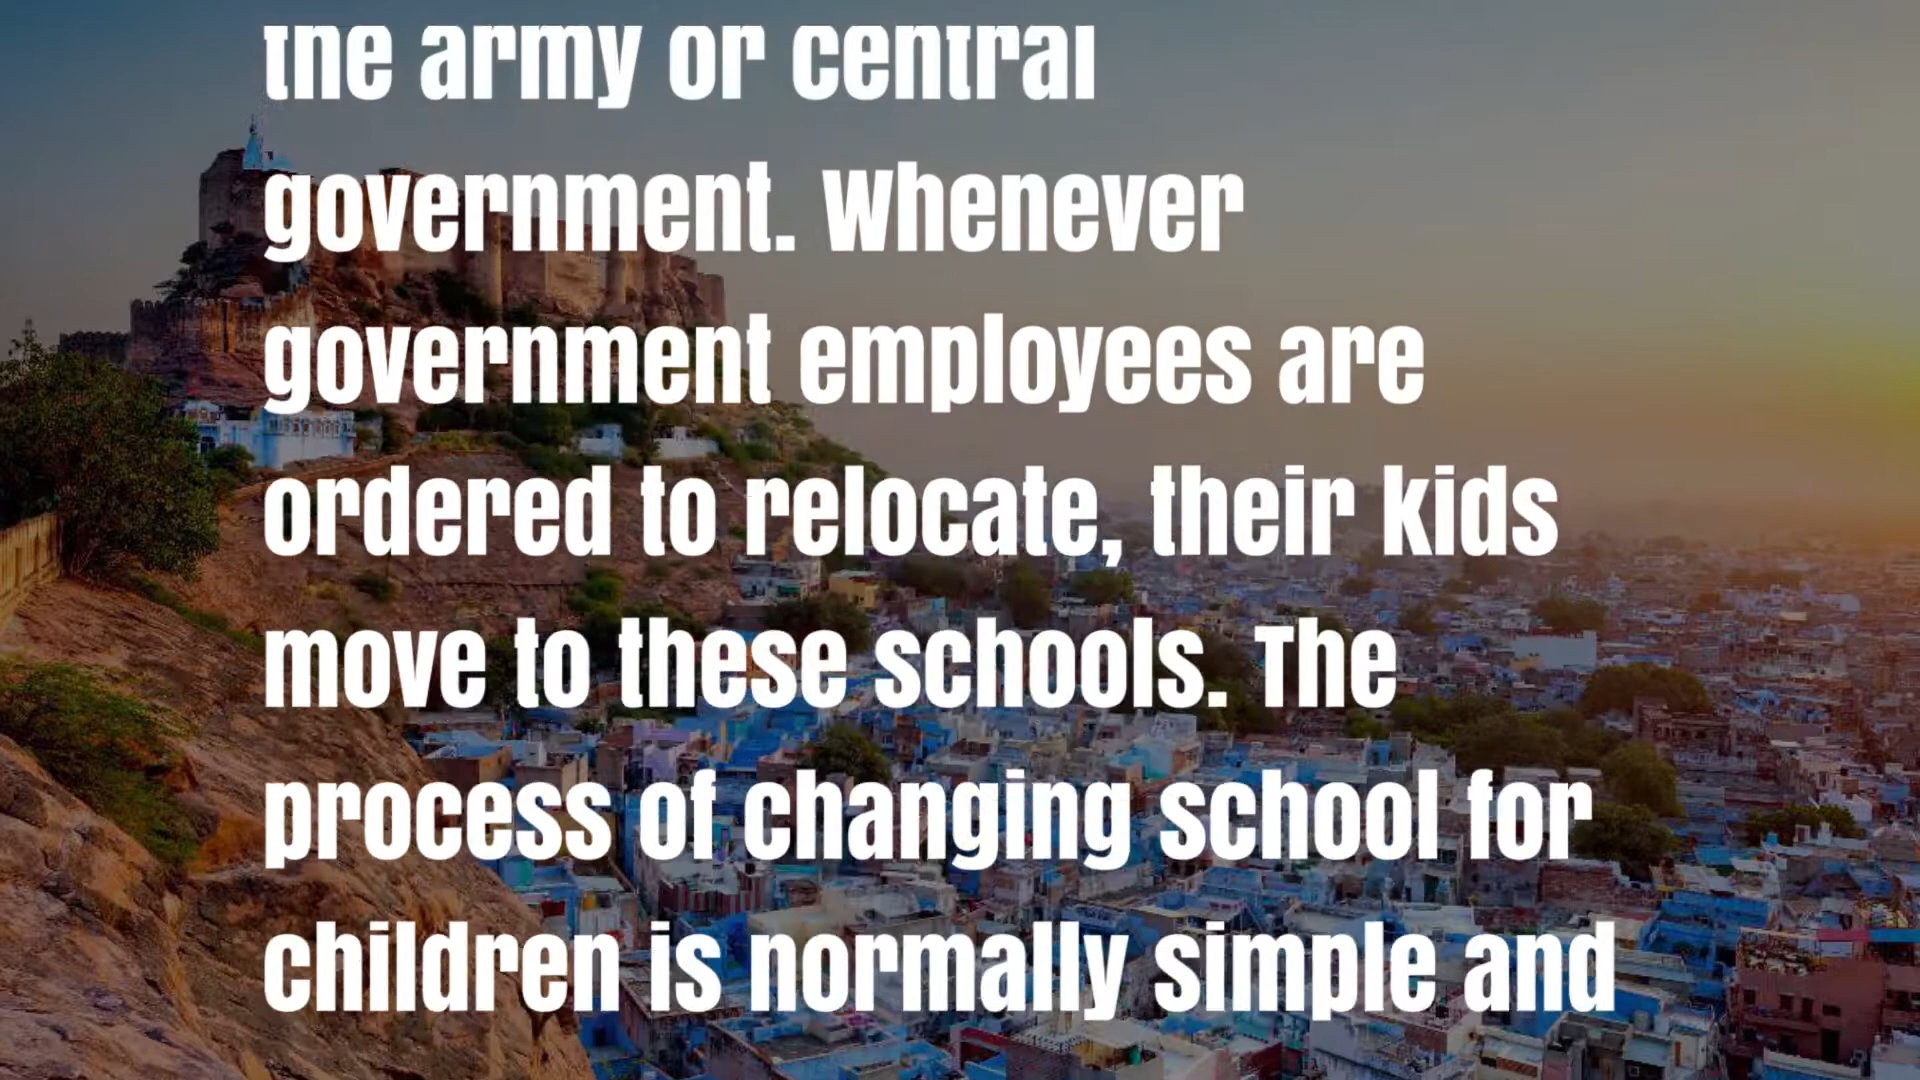 the army or central
government. Whenever
government employees are
ordered to relocate, their kids
move to these schools. The
process of changing school for
children is normally simple and